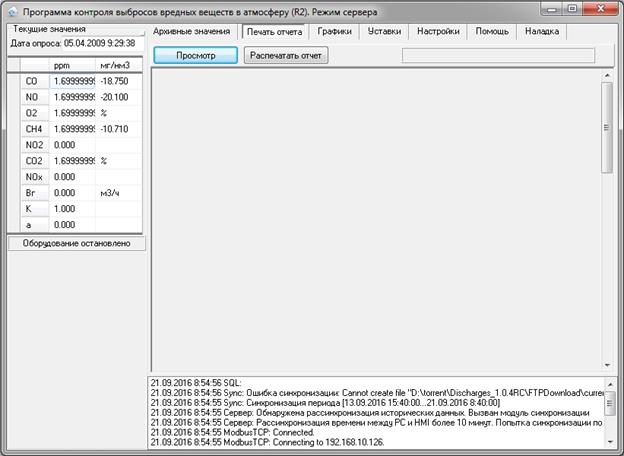 Программа контроля выбросов вредных веществ в атмосферу (R2). Режим сервера
Текущие значения
Дата опроса: 05.04.2009 9:29:38
ppm мг/нм3
CO 1.69999999 -18.750
NO 1.69999999 -20.100
O2 1.69999999 %
CH4 1.69999999 -10.710
NO2 0.000
CO2 1.69999999 %
NOx 0.000
Вг 0.000 м3/ч
K 1.000
a 0.000
Оборудование остановлено
Архивные значения Печать отчета Графики Уставки Настройки Помощь Наладка
Просмотр Распечатать отчет
21.09.2016 8:54:56 SQL:
21.09.2016 8:54:56 Sync: Ошибка синхронизации: Cannot create file "D:\torrent\Discharges_1.0.4RC\FTPDownload\curren
21.09.2016 8:54:55 Sync: Синхронизация периода [13.09.2016 15:40:00...21.09.2016 8:40:00]
21.09.2016 8:54:55 Сервер: Обнаружена рассинхронизация исторических данных. Вызван модуль синхронизации
21.09.2016 8:54:55 Сервер: Рассинхронизация времени между PC и HMI более 10 минут. Попытка синхронизации по
21.09.2016 8:54:55 ModbusTCP: Connected.
21.09.2016 8:54:55 ModbusTCP: Connecting to 192.168.10.126.